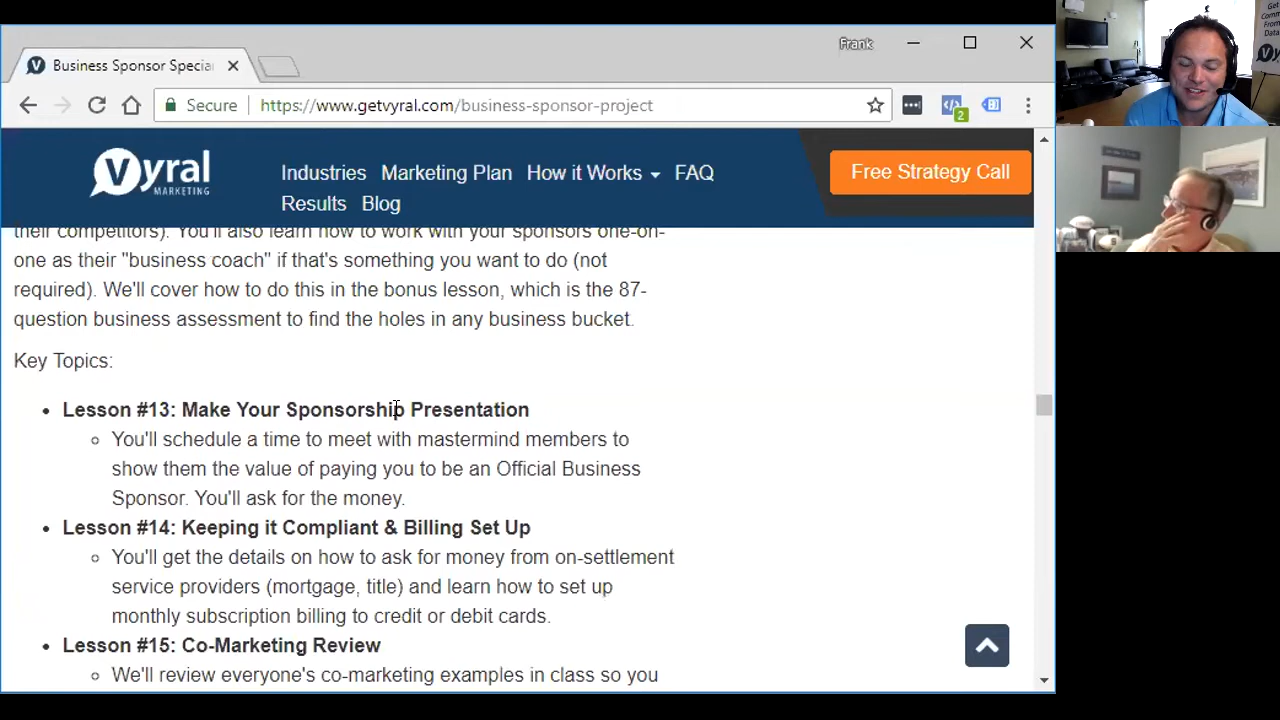 Frank
Business Sponsor Specia
Secure
https://www.getvyral.com/business-sponsor-project
2
Vyral
MARKETING
Industries Marketing Plan How it Works FAQ
Results Blog
Free Strategy Call
their competitors). You'll also learn how to work with your sponsors one-on-
one as their "business coach" if that's something you want to do (not
required). We'll cover how to do this in the bonus lesson, which is the 87-
question business assessment to find the holes in any business bucket.
Key Topics:
• Lesson #13: Make Your Sponsorship Presentation
You'll schedule a time to meet with mastermind members to
show them the value of paying you to be an Official Business
Sponsor. You'll ask for the money.
• Lesson #14: Keeping it Compliant & Billing Set Up
You'll get the details on how to ask for money from on-settlement
service providers (mortgage, title) and learn how to set up
monthly subscription billing to credit or debit cards.
• Lesson #15: Co-Marketing Review
We'll review everyone's co-marketing examples in class so you
Get
Comm
From
Data